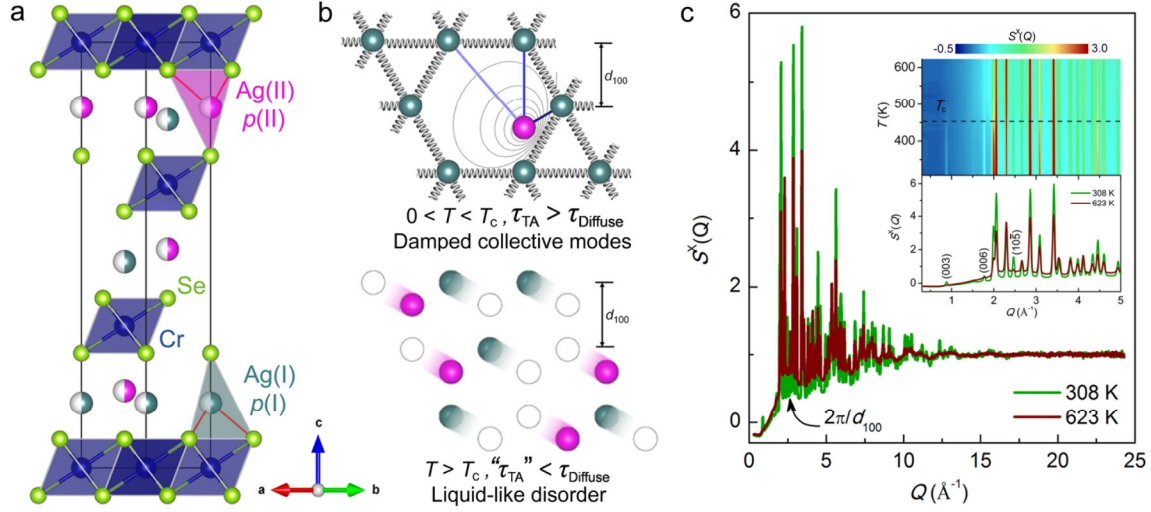 a
Ag(II)
p(II)
Se
Cr
Ag(I)
p(I)
c
a
b
b
d₁₀₀
0 < T < Tc , τTA > τDiffuse
Damped collective modes
d₁₀₀
T > Tc , “τTA” < τDiffuse
Liquid-like disorder
c
Sˣ(Q)
6
4
2
0
0
5
10
15
20
25
Q (Å⁻¹)
2π/d₁₀₀
308 K
623 K
Sˣ(Q)
-0.5
3.0
T (K)
600
500
400
Tc
Sˣ(Q)
6
4
2
0
(003)
(006)
(105̄)
308 K
623 K
1
2
3
4
5
Q (Å⁻¹)